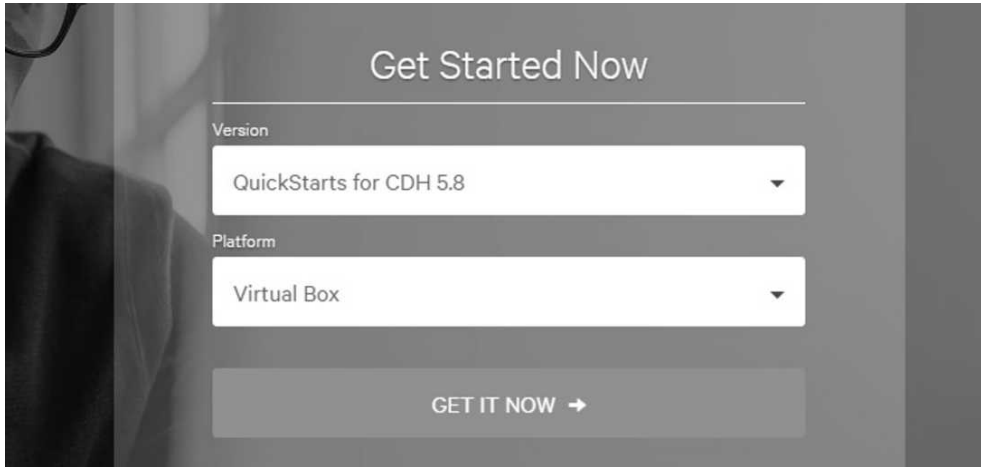 Get Started Now
Version
QuickStarts for CDH 5.8
Platform
Virtual Box
GET IT NOW